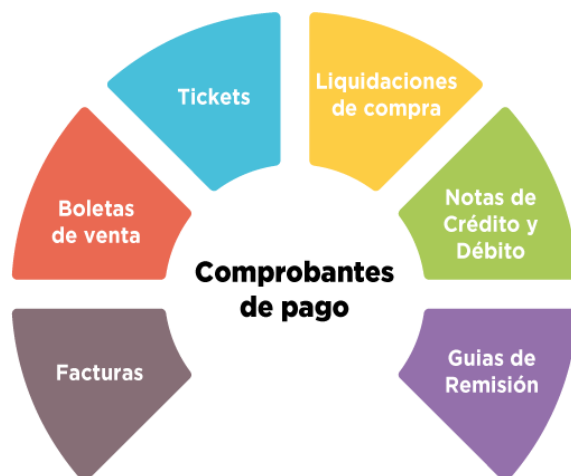 Tickets
Liquidaciones
de compra
Boletas
de venta
Notas de
Crédito y
Débito
Comprobantes
de pago
Facturas
Guias de
Remisión